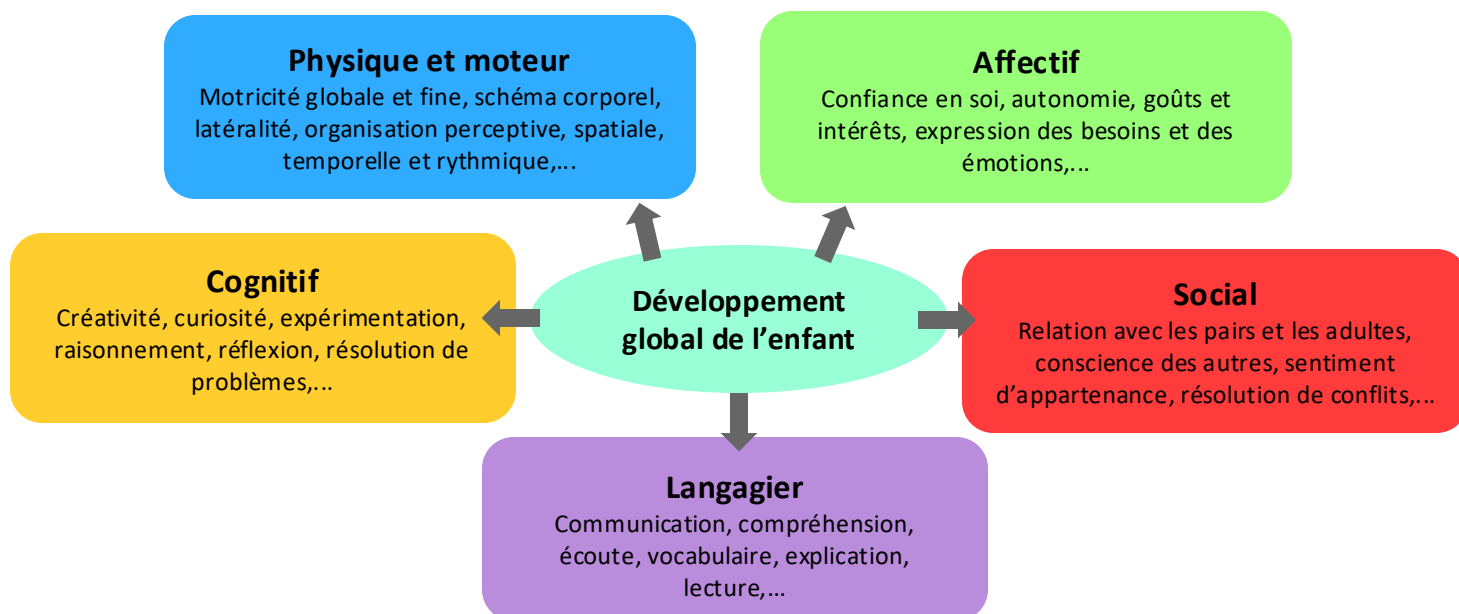 Physique et moteur
Motricité globale et fine, schéma corporel,
latéralité, organisation perceptive, spatiale,
temporelle et rythmique,...
Affectif
Confiance en soi, autonomie, goûts et
intérêts, expression des besoins et des
émotions,...
Cognitif
Créativité, curiosité, expérimentation,
raisonnement, réflexion, résolution de
problèmes,...
Développement
global de l’enfant
Social
Relation avec les pairs et les adultes,
conscience des autres, sentiment
d’appartenance, résolution de conflits,...
Langagier
Communication, compréhension,
écoute, vocabulaire, explication,
lecture,...